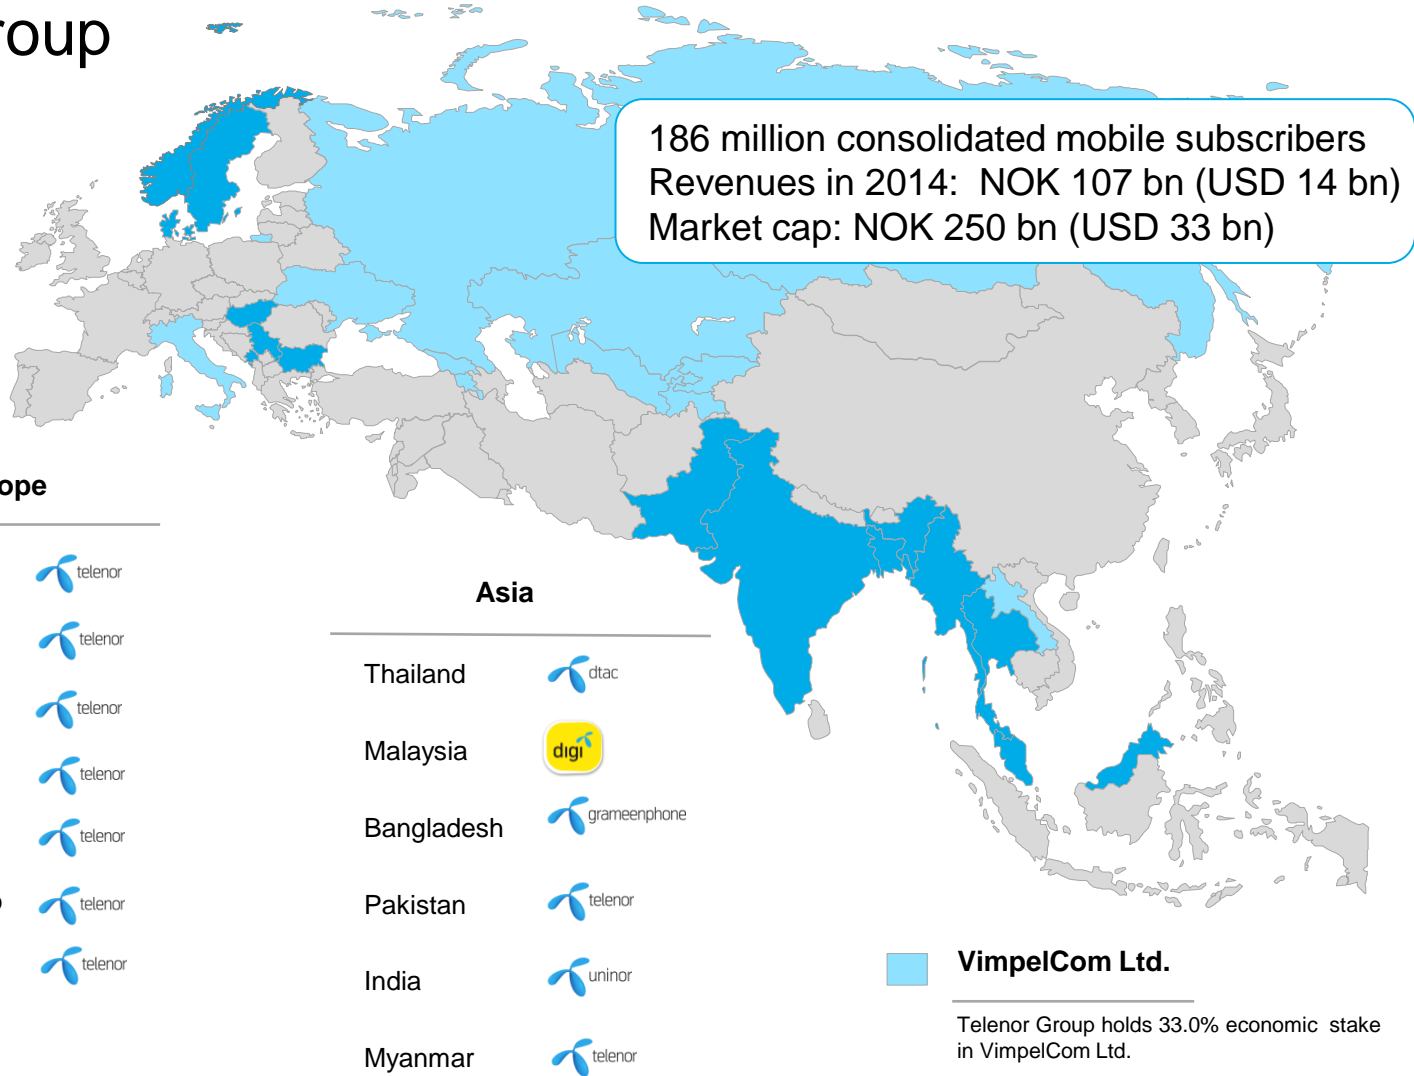 roup
186 million consolidated mobile subscribers
Revenues in 2014: NOK 107 bn (USD 14 bn)
Market cap: NOK 250 bn (USD 33 bn)
ope
telenor
telenor
telenor
telenor
telenor
o telenor
telenor
Asia
Thailand dtac
Malaysia digi
Bangladesh grameenphone
Pakistan telenor
India uninor
Myanmar telenor
VimpelCom Ltd.
Telenor Group holds 33.0% economic stake
in VimpelCom Ltd.